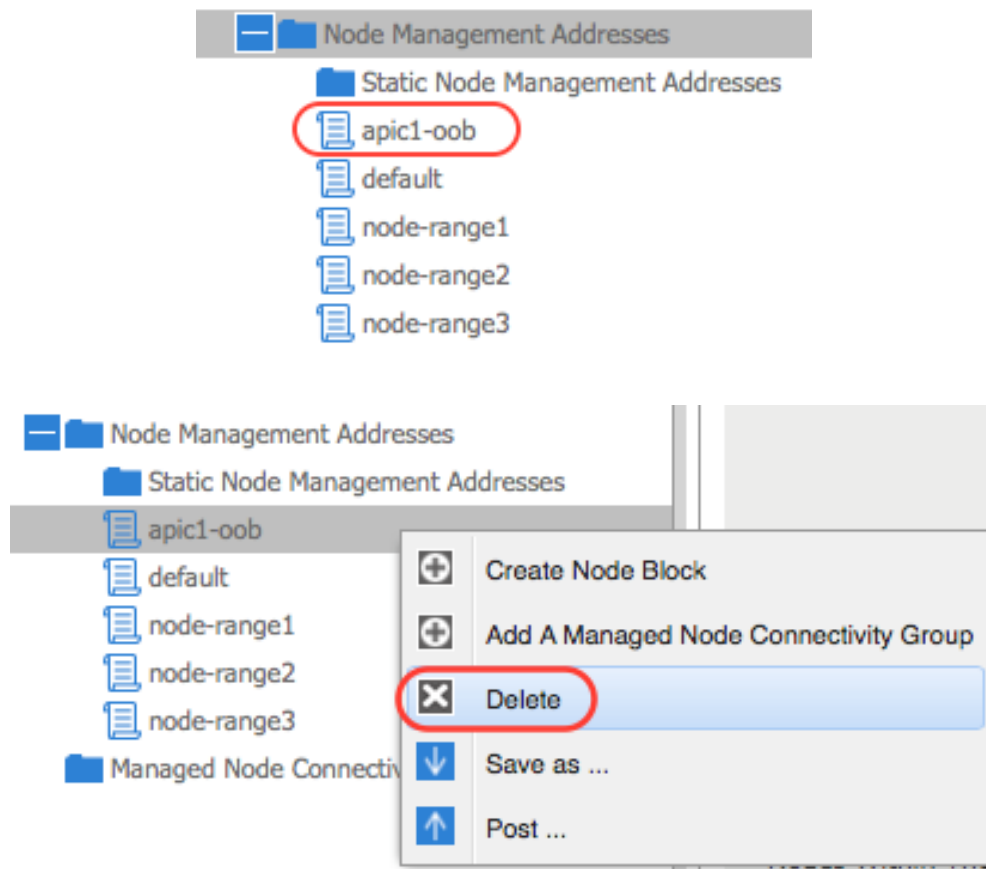 Node Management Addresses
Static Node Management Addresses
apic1-oob
default
node-range1
node-range2
node-range3
Node Management Addresses
Static Node Management Addresses
apic1-oob
default
node-range1
node-range2
node-range3
Managed Node
Create Node Block
Add A Managed Node Connectivity Group
Delete
Save as ...
Post ...